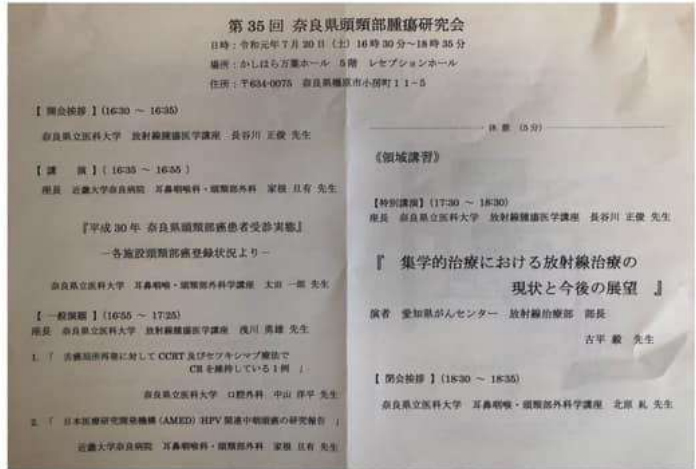 第35回 奈良県頭頸部腫瘍研究会
日時：令和元年7月20日（土）16時30分～18時35分
場所：かしはら万葉ホール 5階 レセプションホール
住所：〒634-0075 奈良県橿原市小房町11-5
【 開会挨拶 】(16:30 ～ 16:35)
奈良県立医科大学 放射線腫瘍医学講座 長谷川 正俊 先生
【 講 演 】( 16:35 ～ 16:55 )
座長 近畿大学奈良病院 耳鼻咽喉科・頭頸部外科 家根 旦有 先生
『平成30年 奈良県頭頸部癌患者受診実態』
－各施設頭頸部癌登録状況より－
奈良県立医科大学 耳鼻咽喉・頭頸部外科学講座 太田 一郎 先生
【 一般演題 】(16:55 ～ 17:25)
座長 奈良県立医科大学 放射線腫瘍医学講座 浅川 勇雄 先生
1. 「 舌癌局所再発に対して CCRT 及びセツキシマブ療法で
CRを維持している1例 」
奈良県立医科大学 口腔外科 中山 洋平 先生
2. 「 日本医療研究開発機構 (AMED) HPV 関連中咽頭癌の研究報告 」
近畿大学奈良病院 耳鼻咽喉科・頭頸部外科 家根 旦有 先生
休 憩 (5分)
《領域講習》
【特別講演】(17:30 ～ 18:30)
座長 奈良県立医科大学 放射線腫瘍医学講座 長谷川 正俊 先生
『 集学的治療における放射線治療の
現状と今後の展望 』
演者 愛知県がんセンター 放射線治療部 部長
古平 毅 先生
【 閉会挨拶 】(18:30 ～ 18:35)
奈良県立医科大学 耳鼻咽喉・頭頸部外科学講座 北原 糺 先生